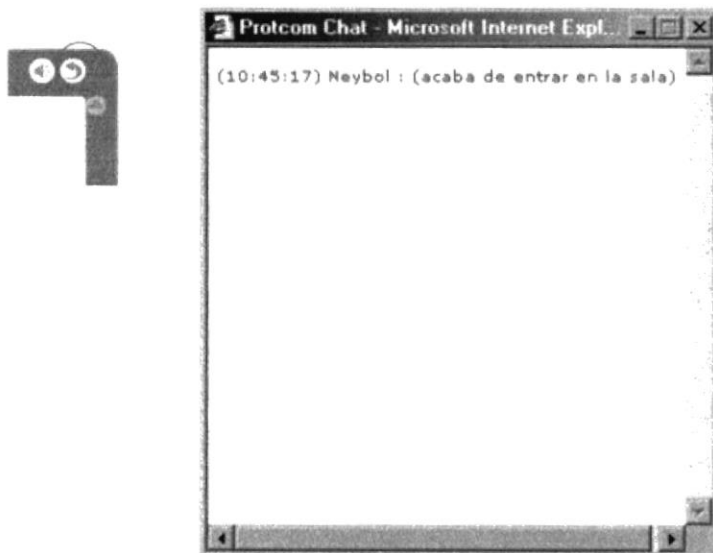 Protcom Chat - Microsoft Internet Expl...
(10:45:17) Neybol : (acaba de entrar en la sala)